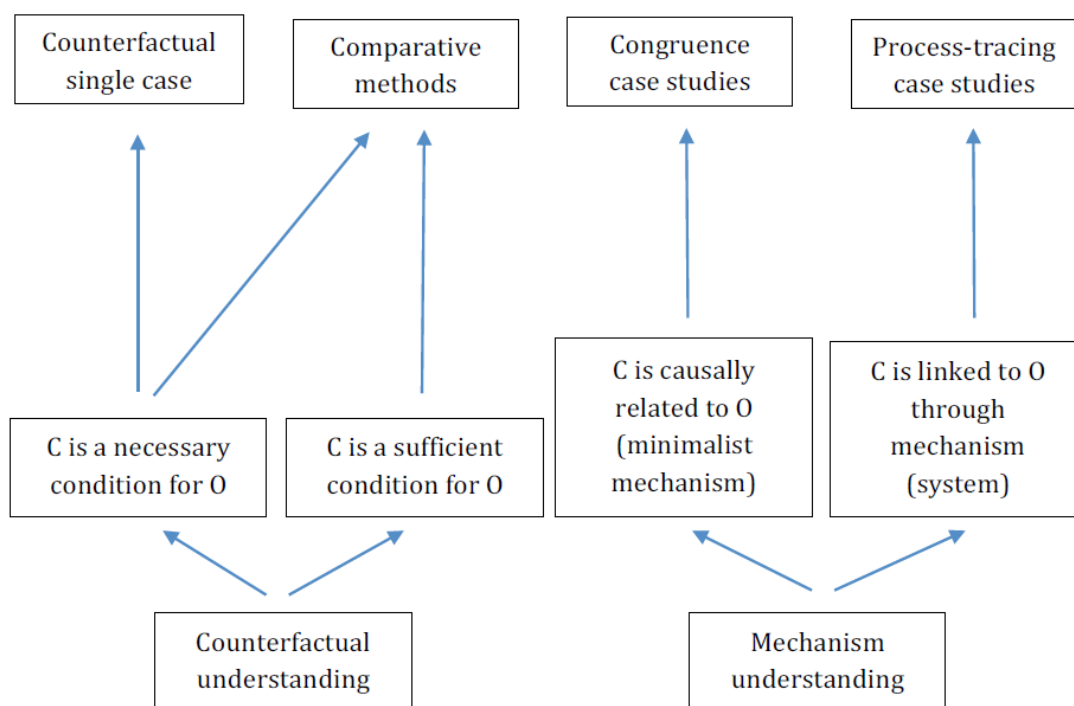 Counterfactual
single case
Comparative
methods
Congruence
case studies
Process-tracing
case studies
C is a necessary
condition for O
C is a sufficient
condition for O
C is causally
related to O
(minimalist
mechanism)
C is linked to O
through
mechanism
(system)
Counterfactual
understanding
Mechanism
understanding